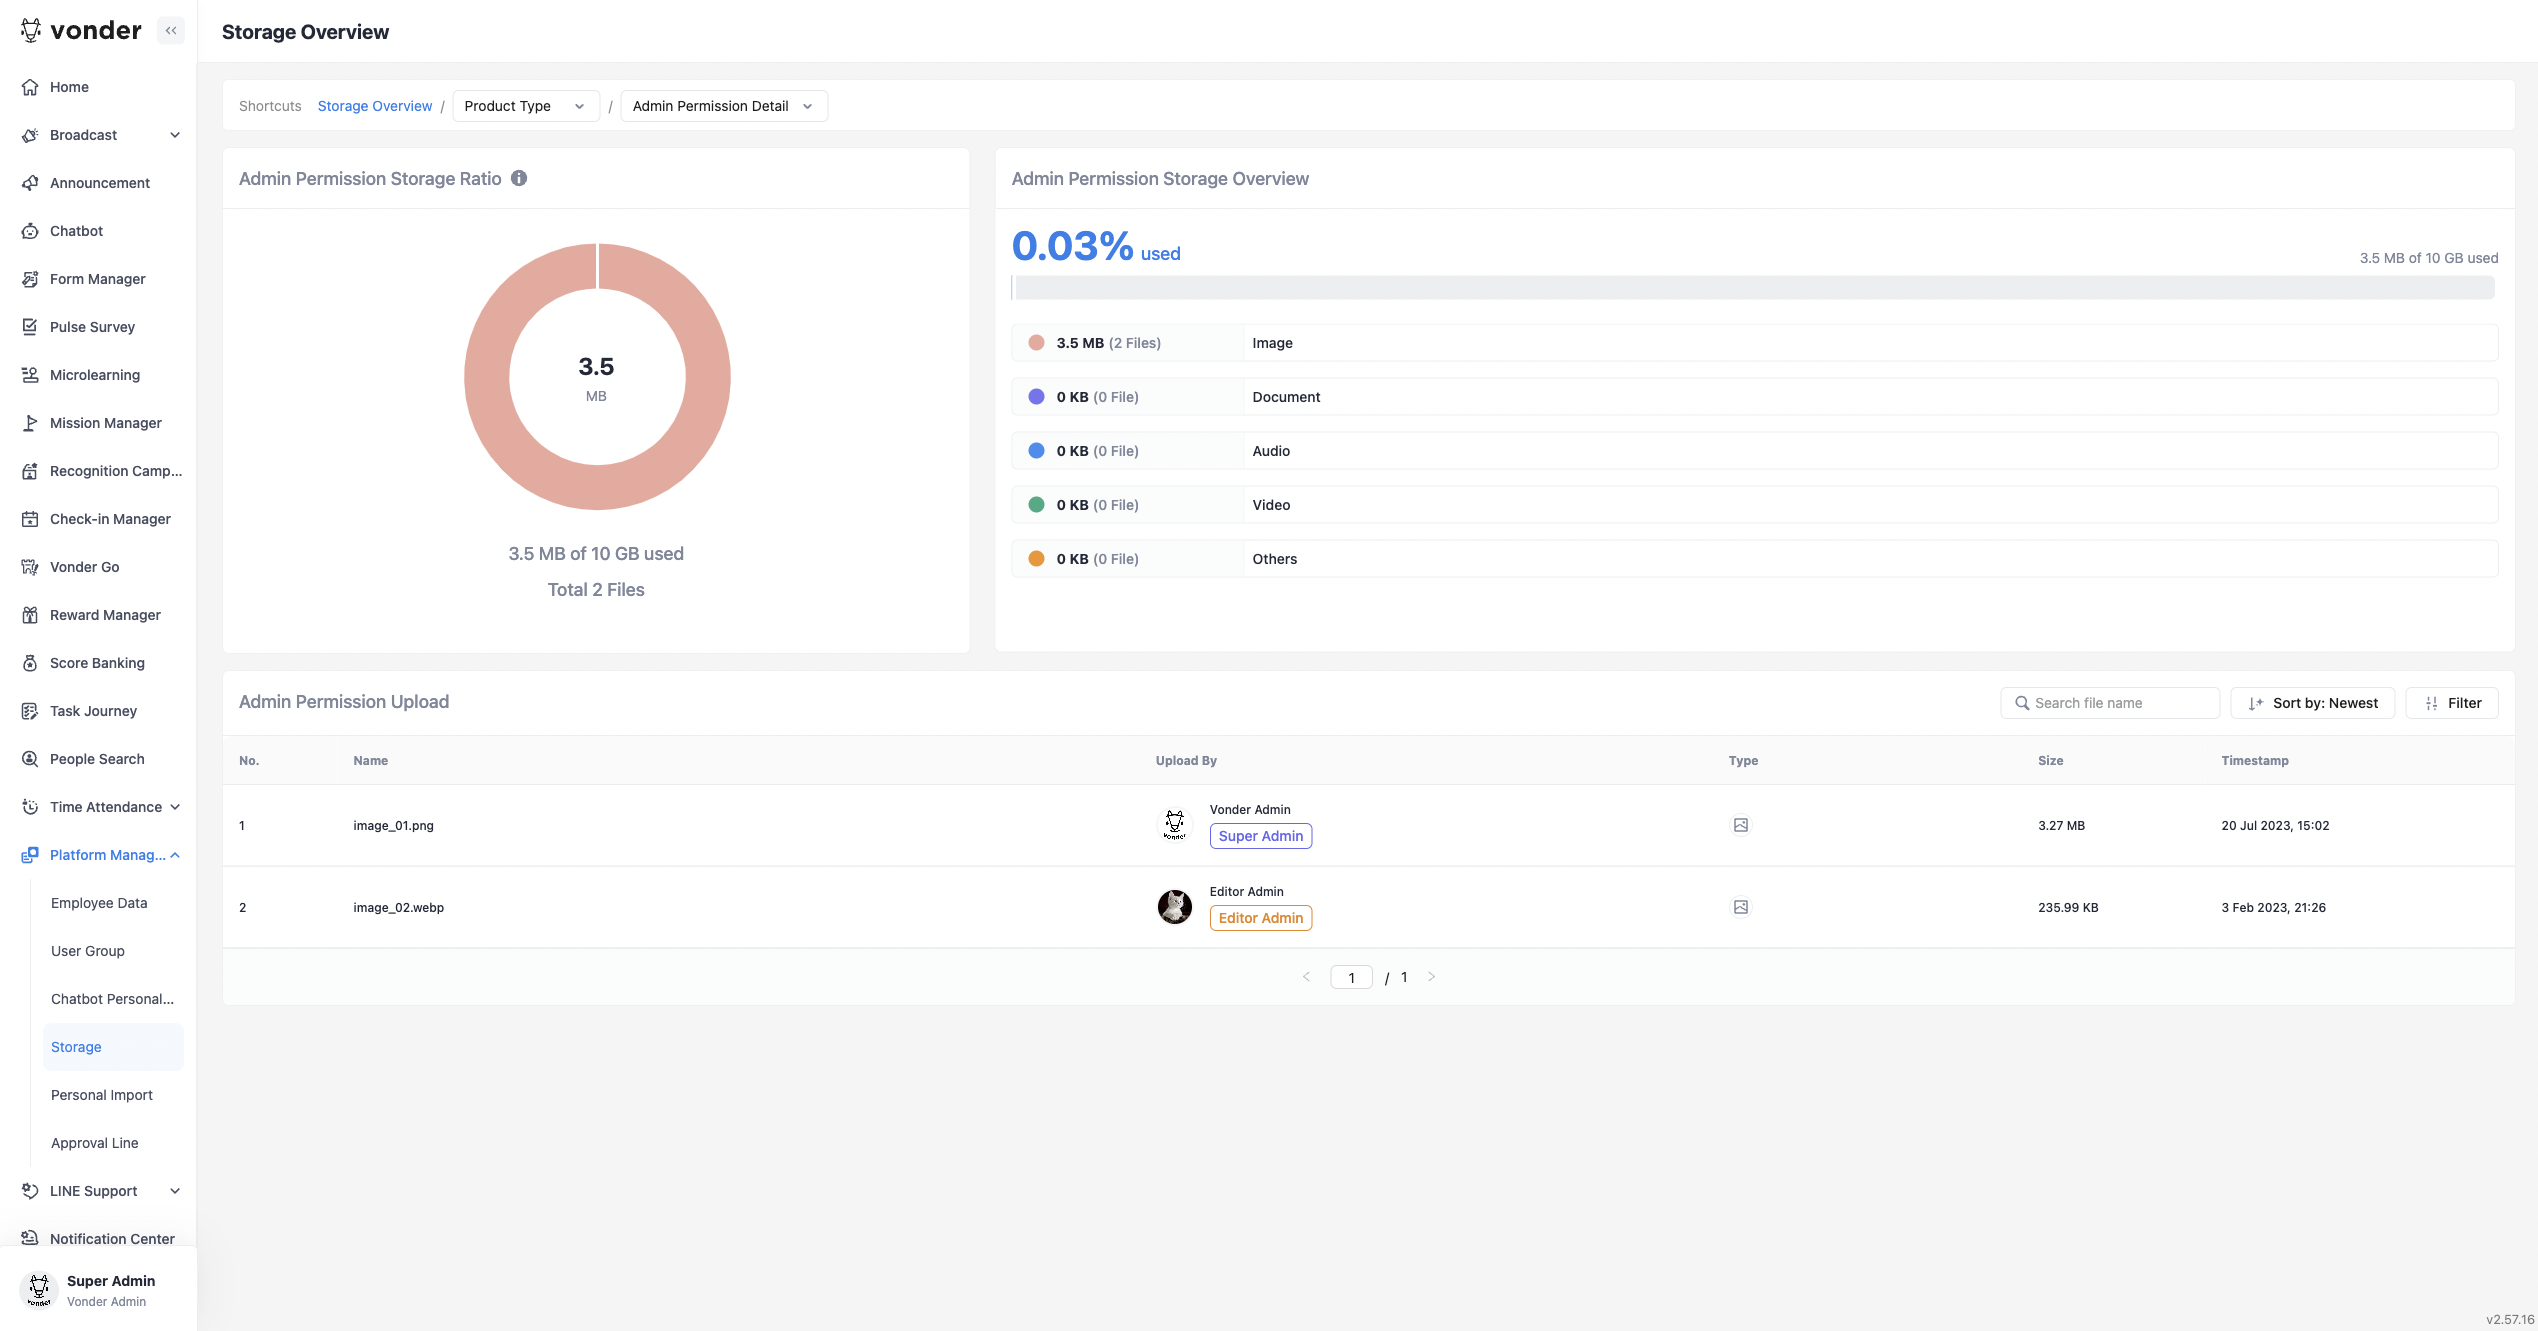 vonder
Home
Broadcast
Announcement
Chatbot
Form Manager
Pulse Survey
Microlearning
Mission Manager
Recognition Camp...
Check-in Manager
Vonder Go
Reward Manager
Score Banking
Task Journey
People Search
Time Attendance
Platform Manag...
Employee Data
User Group
Chatbot Personal...
Storage
Personal Import
Approval Line
LINE Support
Notification Center
Super Admin
Vonder Admin
Storage Overview
Shortcuts Storage Overview / Product Type / Admin Permission Detail
Admin Permission Storage Ratio
3.5
MB
3.5 MB of 10 GB used
Total 2 Files
Admin Permission Storage Overview
0.03% used
3.5 MB of 10 GB used
3.5 MB (2 Files) Image
0 KB (0 File) Document
0 KB (0 File) Audio
0 KB (0 File) Video
0 KB (0 File) Others
Admin Permission Upload
Search file name Sort by: Newest Filter
No. Name Upload By Type Size Timestamp
1 image_01.png Vonder Admin Super Admin 3.27 MB 20 Jul 2023, 15:02
2 image_02.webp Editor Admin Editor Admin 235.99 KB 3 Feb 2023, 21:26
< 1 / 1 >
v2.57.16